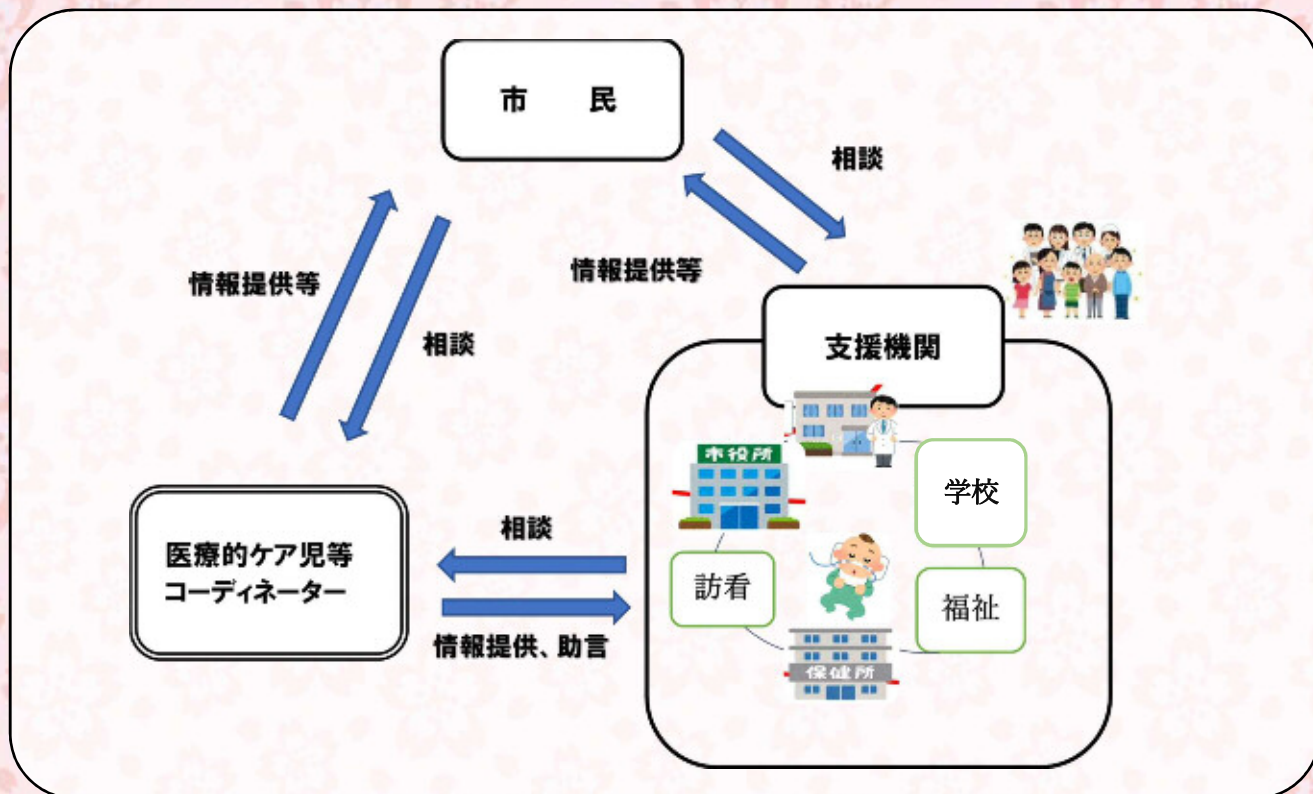 市　　民
相談
情報提供等
情報提供等
相談
支援機関
市役所
学校
医療的ケア児等
コーディネーター
相談
情報提供、助言
訪看
福祉
保健所